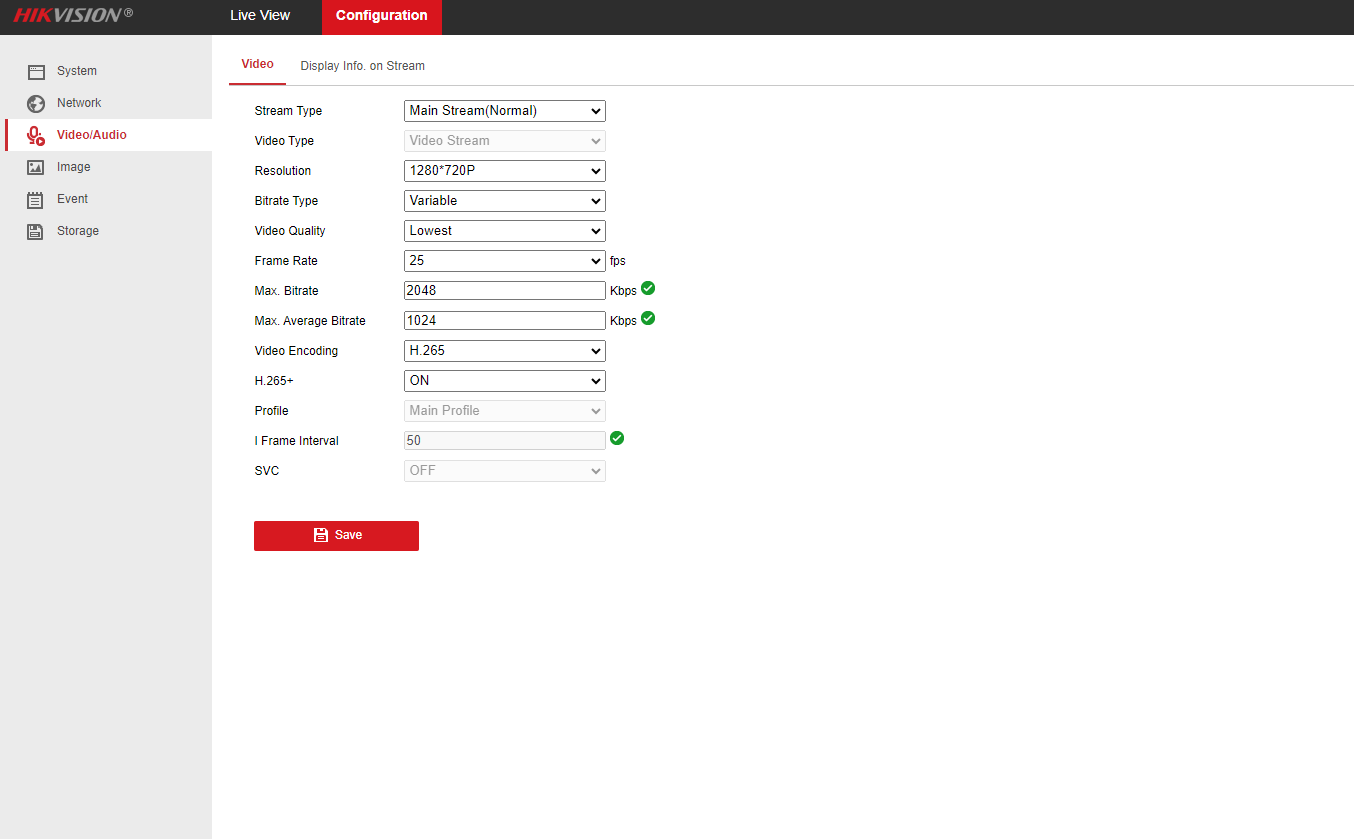 HIKVISION® Live View Configuration
System
Network
Video/Audio
Image
Event
Storage
Video Display Info. on Stream
Stream Type Main Stream(Normal)
Video Type Video Stream
Resolution 1280*720P
Bitrate Type Variable
Video Quality Lowest
Frame Rate 25 fps
Max. Bitrate 2048 Kbps
Max. Average Bitrate 1024 Kbps
Video Encoding H.265
H.265+ ON
Profile Main Profile
I Frame Interval 50
SVC OFF
Save